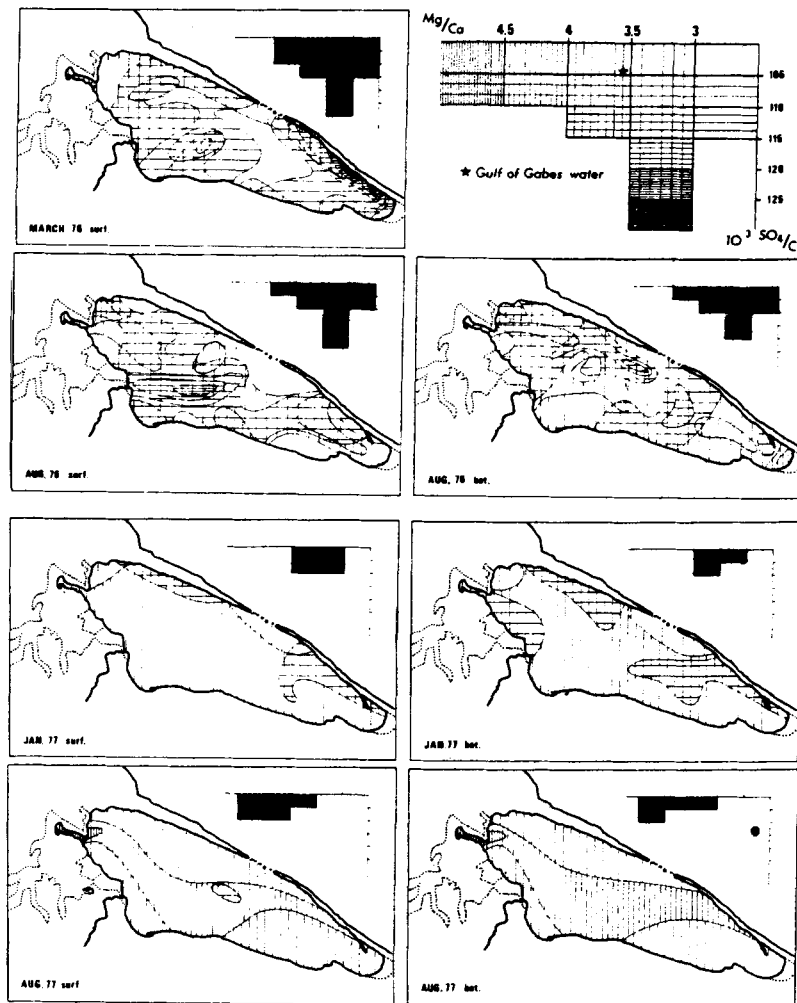 Mg/Ca 4.5 4 3.5 3
105
110
115
120
125
★ Gulf of Gabes water
10³ SO₄/C
MARCH 76 surf.
AUG. 76 surf.
AUG. 76 bot.
JAN. 77 surf.
JAN. 77 bot.
AUG. 77 surf
AUG. 77 bot.